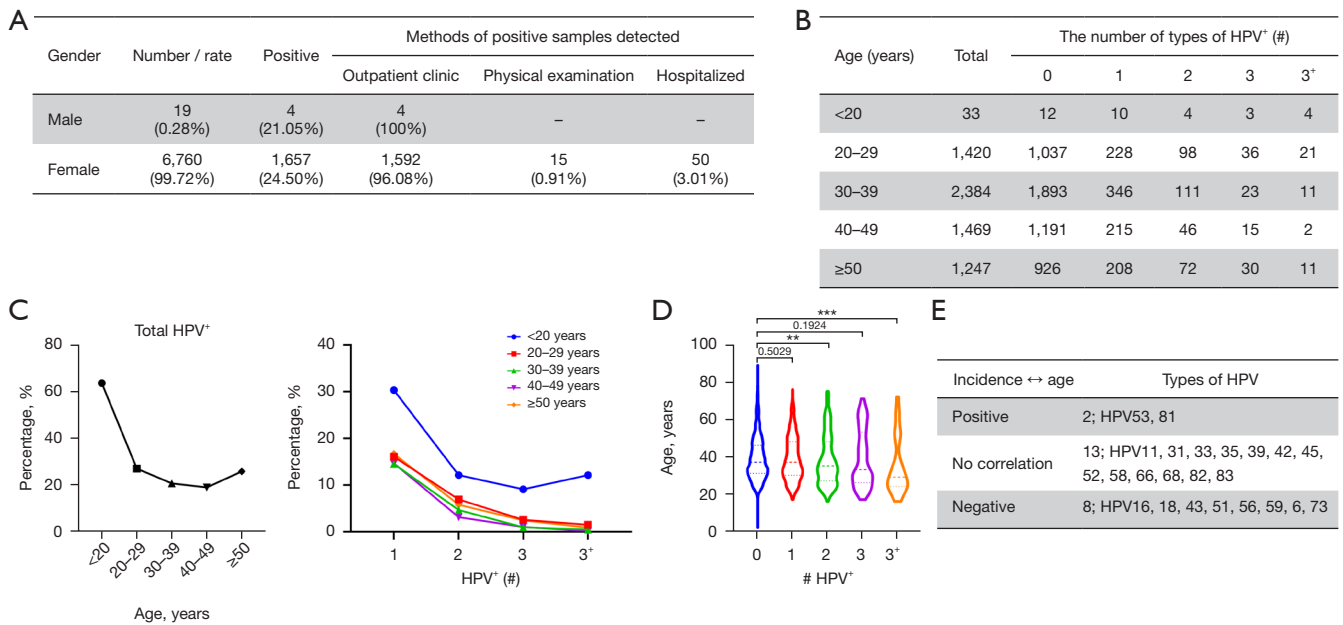 A
Gender Number / rate Positive Methods of positive samples detected
Outpatient clinic Physical examination Hospitalized
Male 19 (0.28%) 4 (21.05%) 4 (100%) – –
Female 6,760 (99.72%) 1,657 (24.50%) 1,592 (96.08%) 15 (0.91%) 50 (3.01%)
B
Age (years) Total The number of types of HPV⁺ (#)
0 1 2 3 3⁺
<20 33 12 10 4 3 4
20–29 1,420 1,037 228 98 36 21
30–39 2,384 1,893 346 111 23 11
40–49 1,469 1,191 215 46 15 2
≥50 1,247 926 208 72 30 11
C
Total HPV⁺
Percentage, %
80
60
40
20
0
<20 20–29 30–39 40–49 ≥50
Age, years
Percentage, %
40
30
20
10
0
<20 years
20–29 years
30–39 years
40–49 years
≥50 years
1 2 3 3⁺
HPV⁺ (#)
D
***
0.1924
**
0.5029
Age, years
100
80
60
40
20
0
0 1 2 3 3⁺
# HPV⁺
E
Incidence ↔ age Types of HPV
Positive 2; HPV53, 81
No correlation 13; HPV11, 31, 33, 35, 39, 42, 45,
52, 58, 66, 68, 82, 83
Negative 8; HPV16, 18, 43, 51, 56, 59, 6, 73